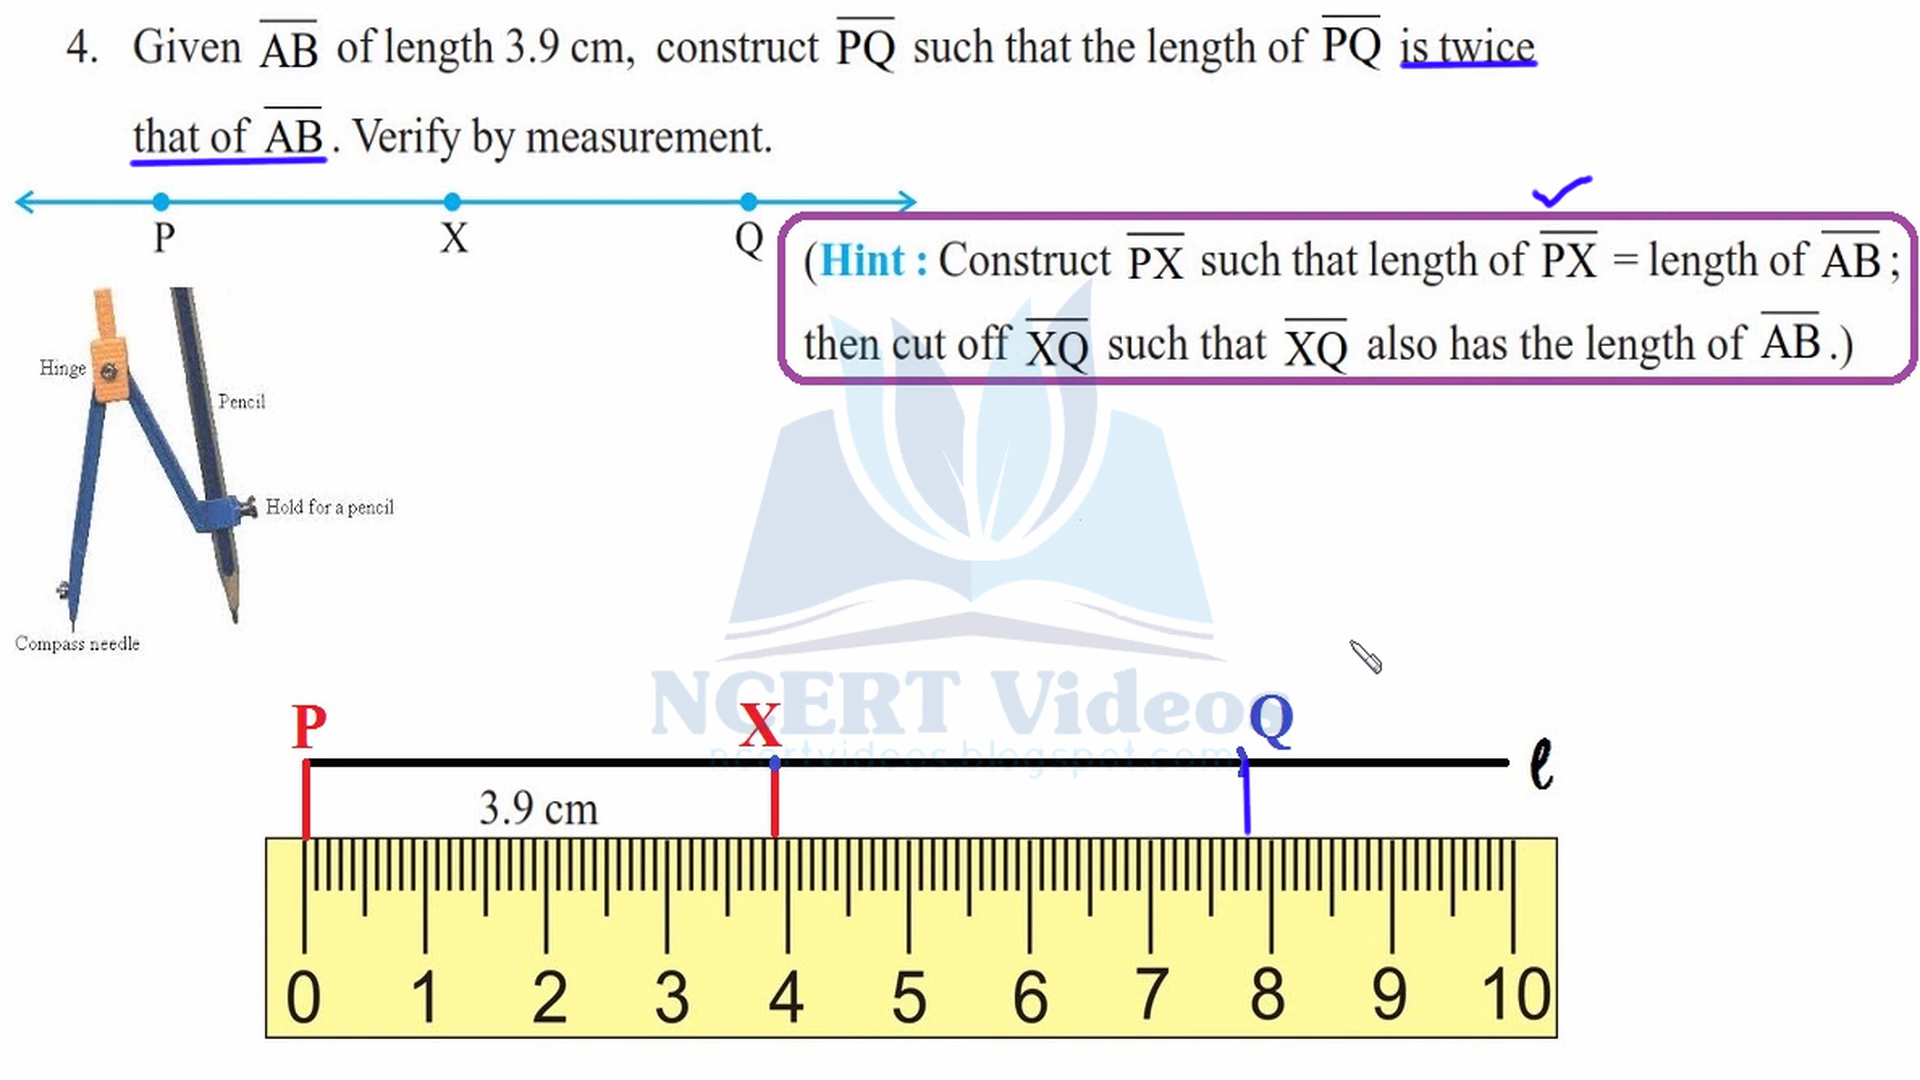 4. Given AB of length 3.9 cm, construct PQ such that the length of PQ is twice
that of AB. Verify by measurement.
P X Q
(Hint : Construct PX such that length of PX = length of AB;
then cut off XQ such that XQ also has the length of AB.)
Hinge
Pencil
Hold for a pencil
Compass needle
NCERT Videos
ncertvideos.blogspot.com
P X Q
ℓ
3.9 cm
0 1 2 3 4 5 6 7 8 9 10